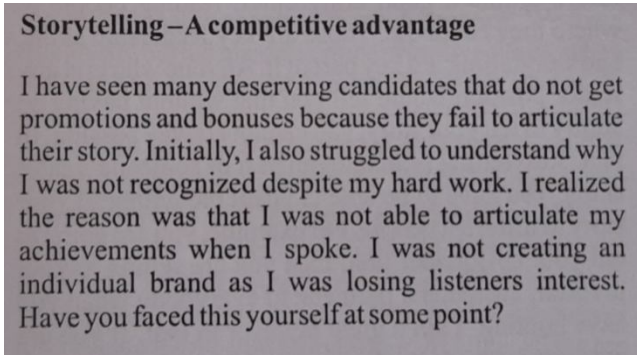 Storytelling – A competitive advantage
I have seen many deserving candidates that do not get
promotions and bonuses because they fail to articulate
their story. Initially, I also struggled to understand why
I was not recognized despite my hard work. I realized
the reason was that I was not able to articulate my
achievements when I spoke. I was not creating an
individual brand as I was losing listeners interest.
Have you faced this yourself at some point?